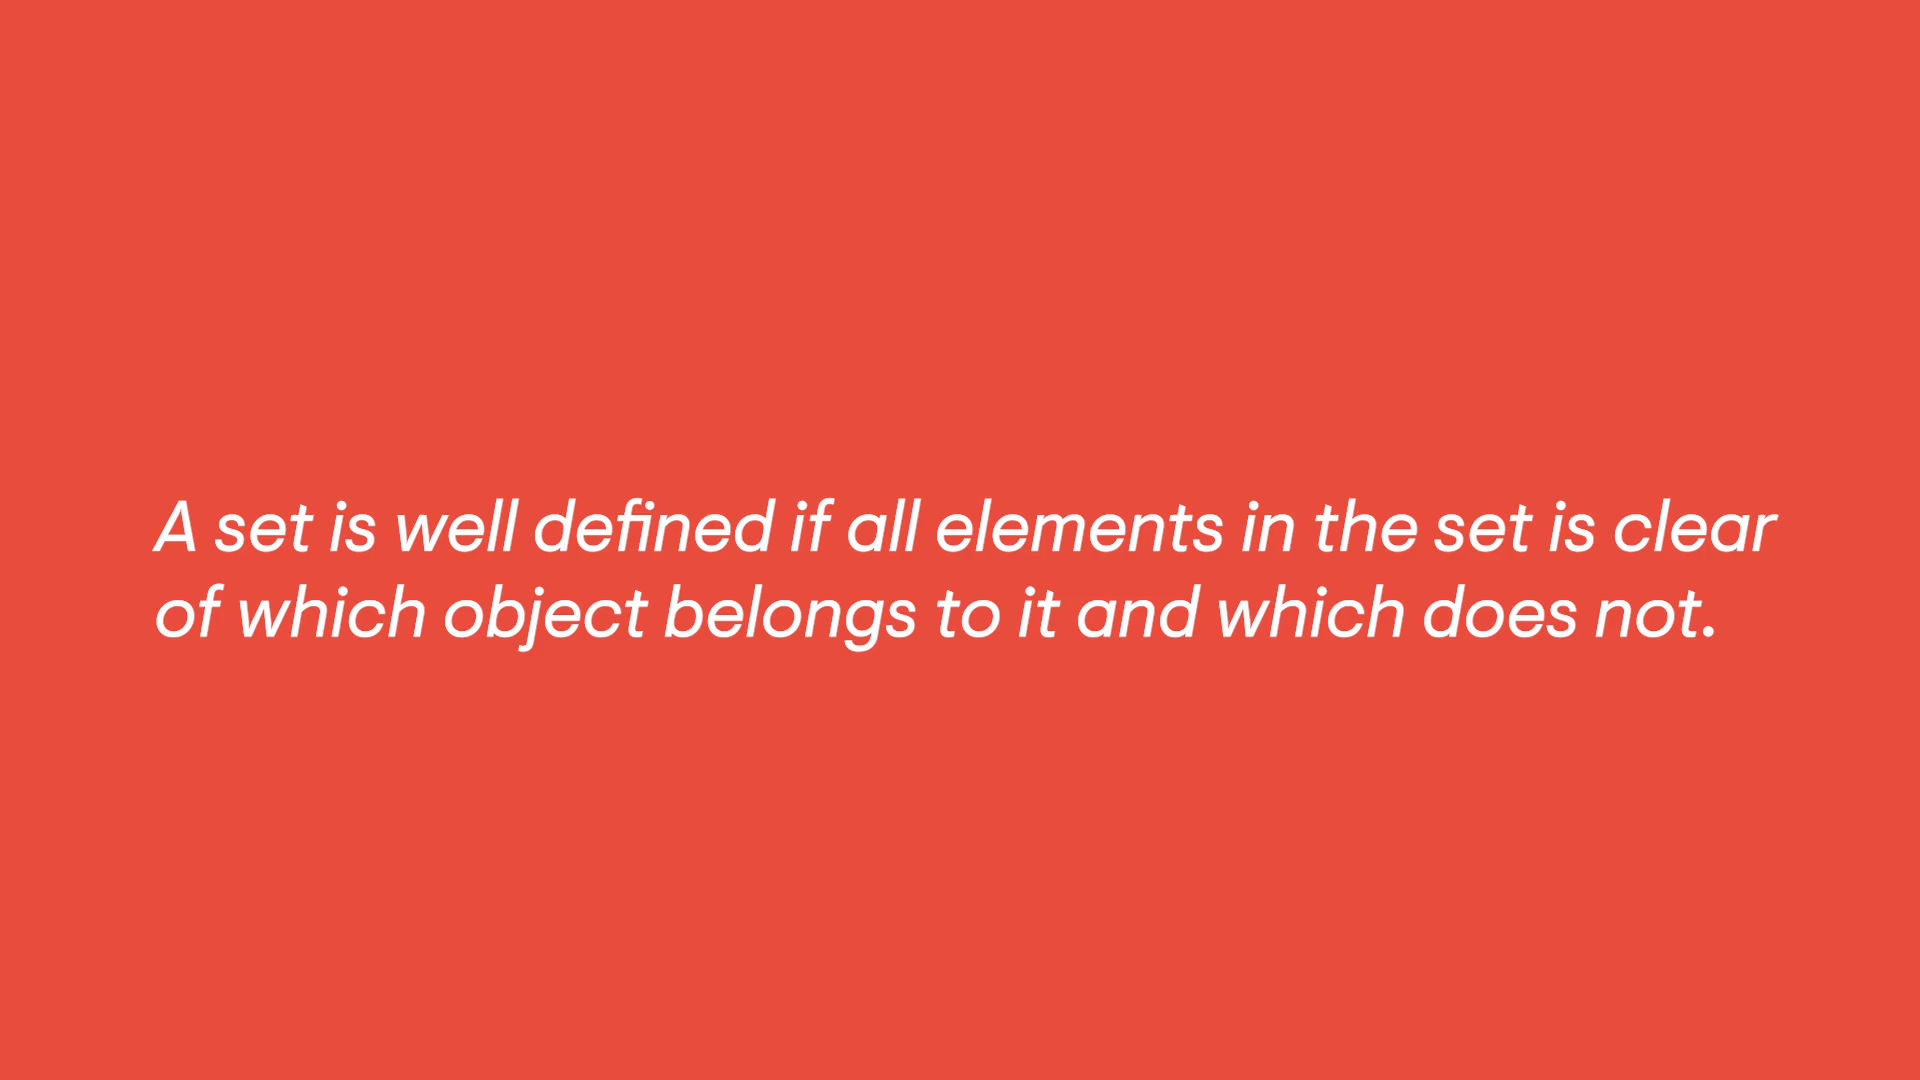 A set is well defined if all elements in the set is clear
of which object belongs to it and which does not.